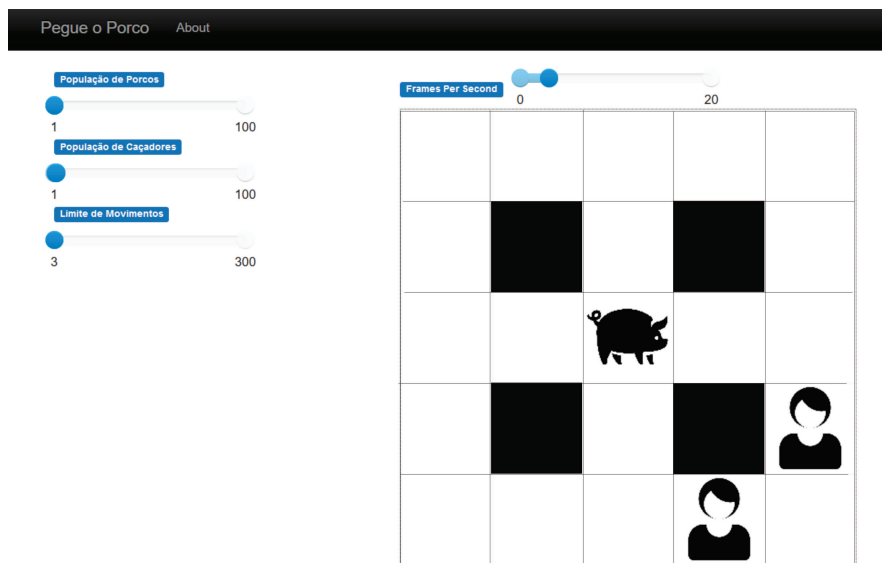 Pegue o Porco About
População de Porcos
1 100
População de Caçadores
1 100
Limite de Movimentos
3 300
Frames Per Second
0 20